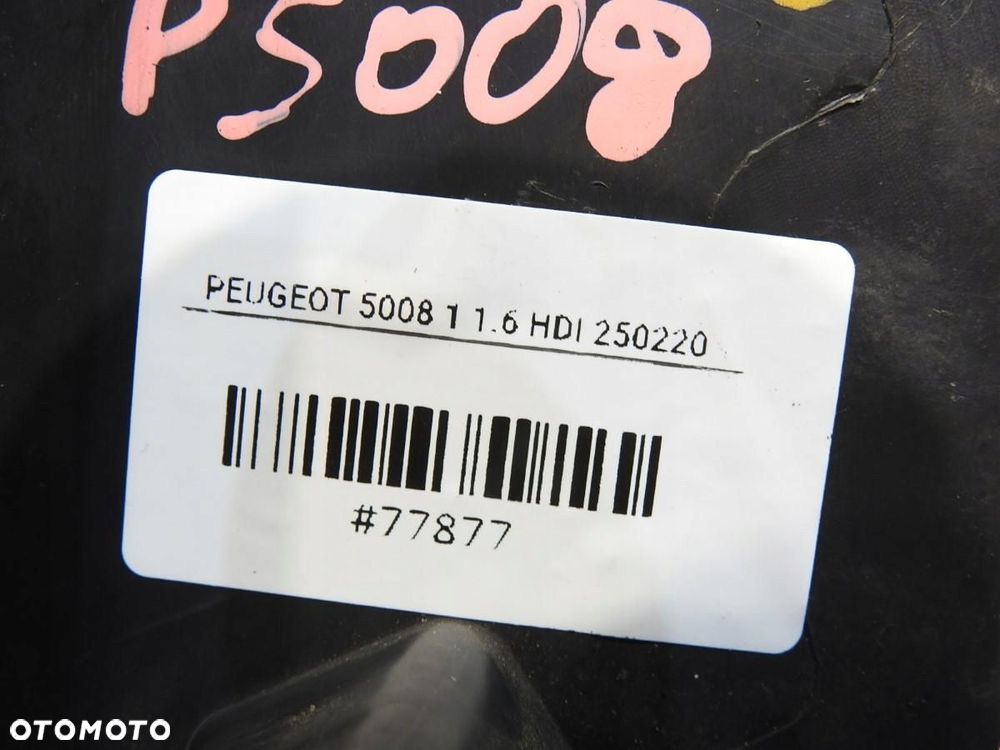 P5008
PEUGEOT 5008 1 1.6 HDI 250220
#77877
OTOMOTO